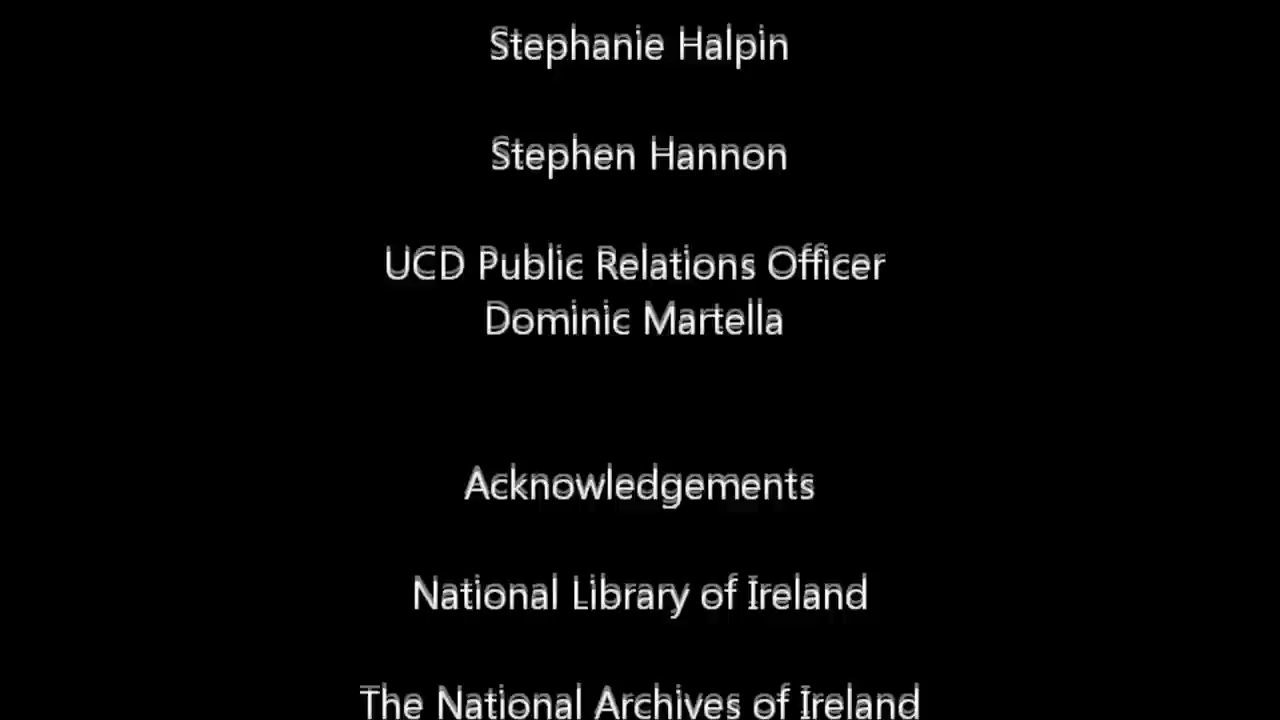 Stephanie Halpin
Stephen Hannon
UCD Public Relations Officer
Dominic Martella
Acknowledgements
National Library of Ireland
The National Archives of Ireland